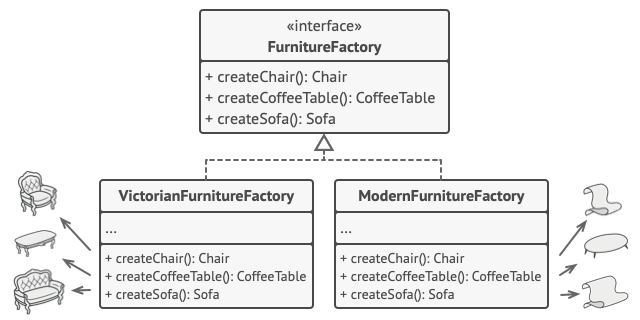 «interface»
FurnitureFactory
+ createChair(): Chair
+ createCoffeeTable(): CoffeeTable
+ createSofa(): Sofa
VictorianFurnitureFactory
...
+ createChair(): Chair
+ createCoffeeTable(): CoffeeTable
+ createSofa(): Sofa
ModernFurnitureFactory
...
+ createChair(): Chair
+ createCoffeeTable(): CoffeeTable
+ createSofa(): Sofa